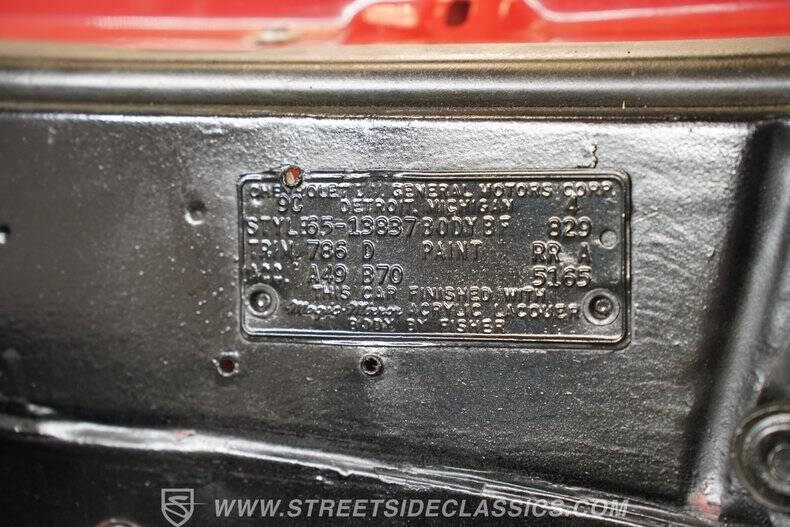 CHEVROLET DIV. GENERAL MOTORS CORP.
9C DETROIT, MICHIGAN 4
STYLE 65-13837 BODY BF 829
TRIM 786 D PAINT RR A
ACC. A49 B70 5165
THIS CAR FINISHED WITH
Magic-Mirror ACRYLIC LACQUER
BODY BY FISHER
WWW.STREETSIDECLASSICS.COM